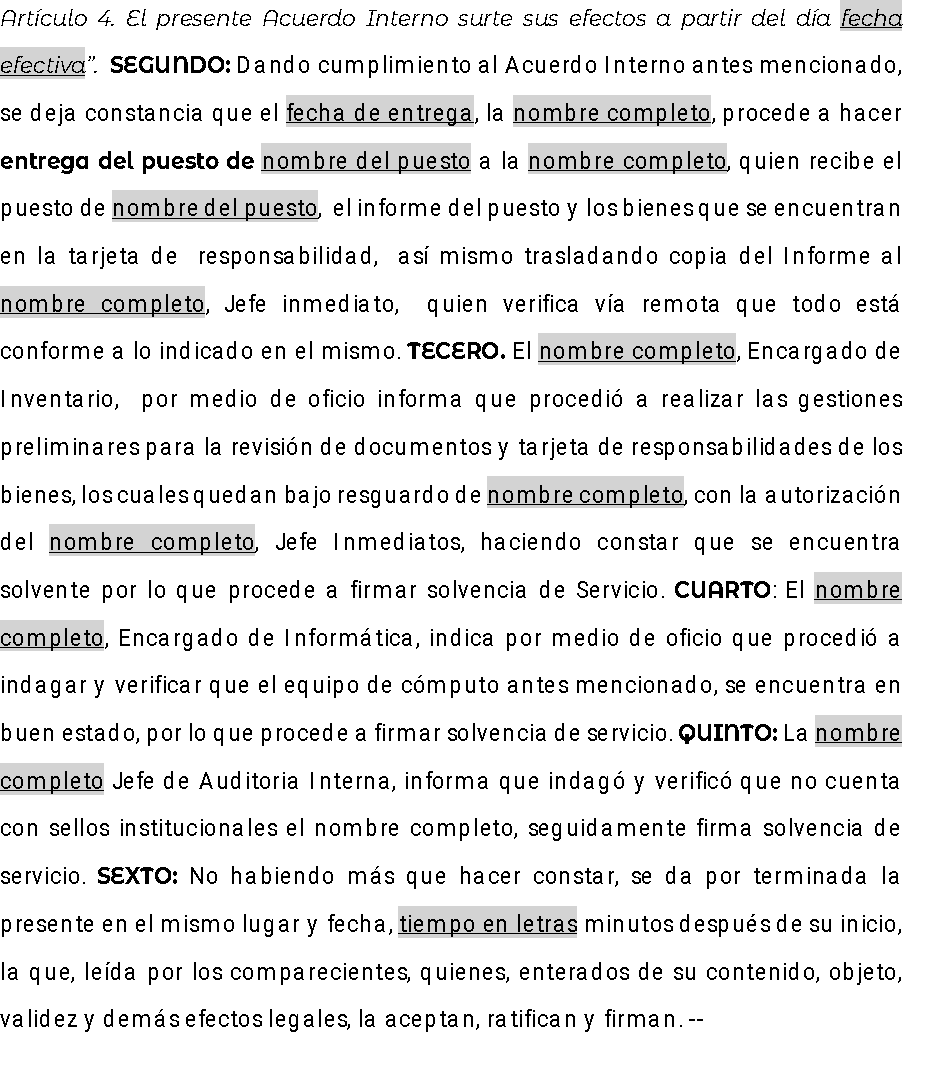 Artículo 4. El presente Acuerdo Interno surte sus efectos a partir del día fecha
efectiva”. SEGUNDO: Dando cumplimiento al Acuerdo Interno antes mencionado,
se deja constancia que el fecha de entrega, la nombre completo, procede a hacer
entrega del puesto de nombre del puesto a la nombre completo, quien recibe el
puesto de nombre del puesto, el informe del puesto y los bienes que se encuentran
en la tarjeta de responsabilidad, así mismo trasladando copia del Informe al
nombre completo, Jefe inmediato, quien verifica vía remota que todo está
conforme a lo indicado en el mismo. TECERO. El nombre completo, Encargado de
Inventario, por medio de oficio informa que procedió a realizar las gestiones
preliminares para la revisión de documentos y tarjeta de responsabilidades de los
bienes, los cuales quedan bajo resguardo de nombre completo, con la autorización
del nombre completo, Jefe Inmediatos, haciendo constar que se encuentra
solvente por lo que procede a firmar solvencia de Servicio. CUARTO: El nombre
completo, Encargado de Informática, indica por medio de oficio que procedió a
indagar y verificar que el equipo de cómputo antes mencionado, se encuentra en
buen estado, por lo que procede a firmar solvencia de servicio. QUINTO: La nombre
completo Jefe de Auditoria Interna, informa que indagó y verificó que no cuenta
con sellos institucionales el nombre completo, seguidamente firma solvencia de
servicio. SEXTO: No habiendo más que hacer constar, se da por terminada la
presente en el mismo lugar y fecha, tiempo en letras minutos después de su inicio,
la que, leída por los comparecientes, quienes, enterados de su contenido, objeto,
validez y demás efectos legales, la aceptan, ratifican y firman. --